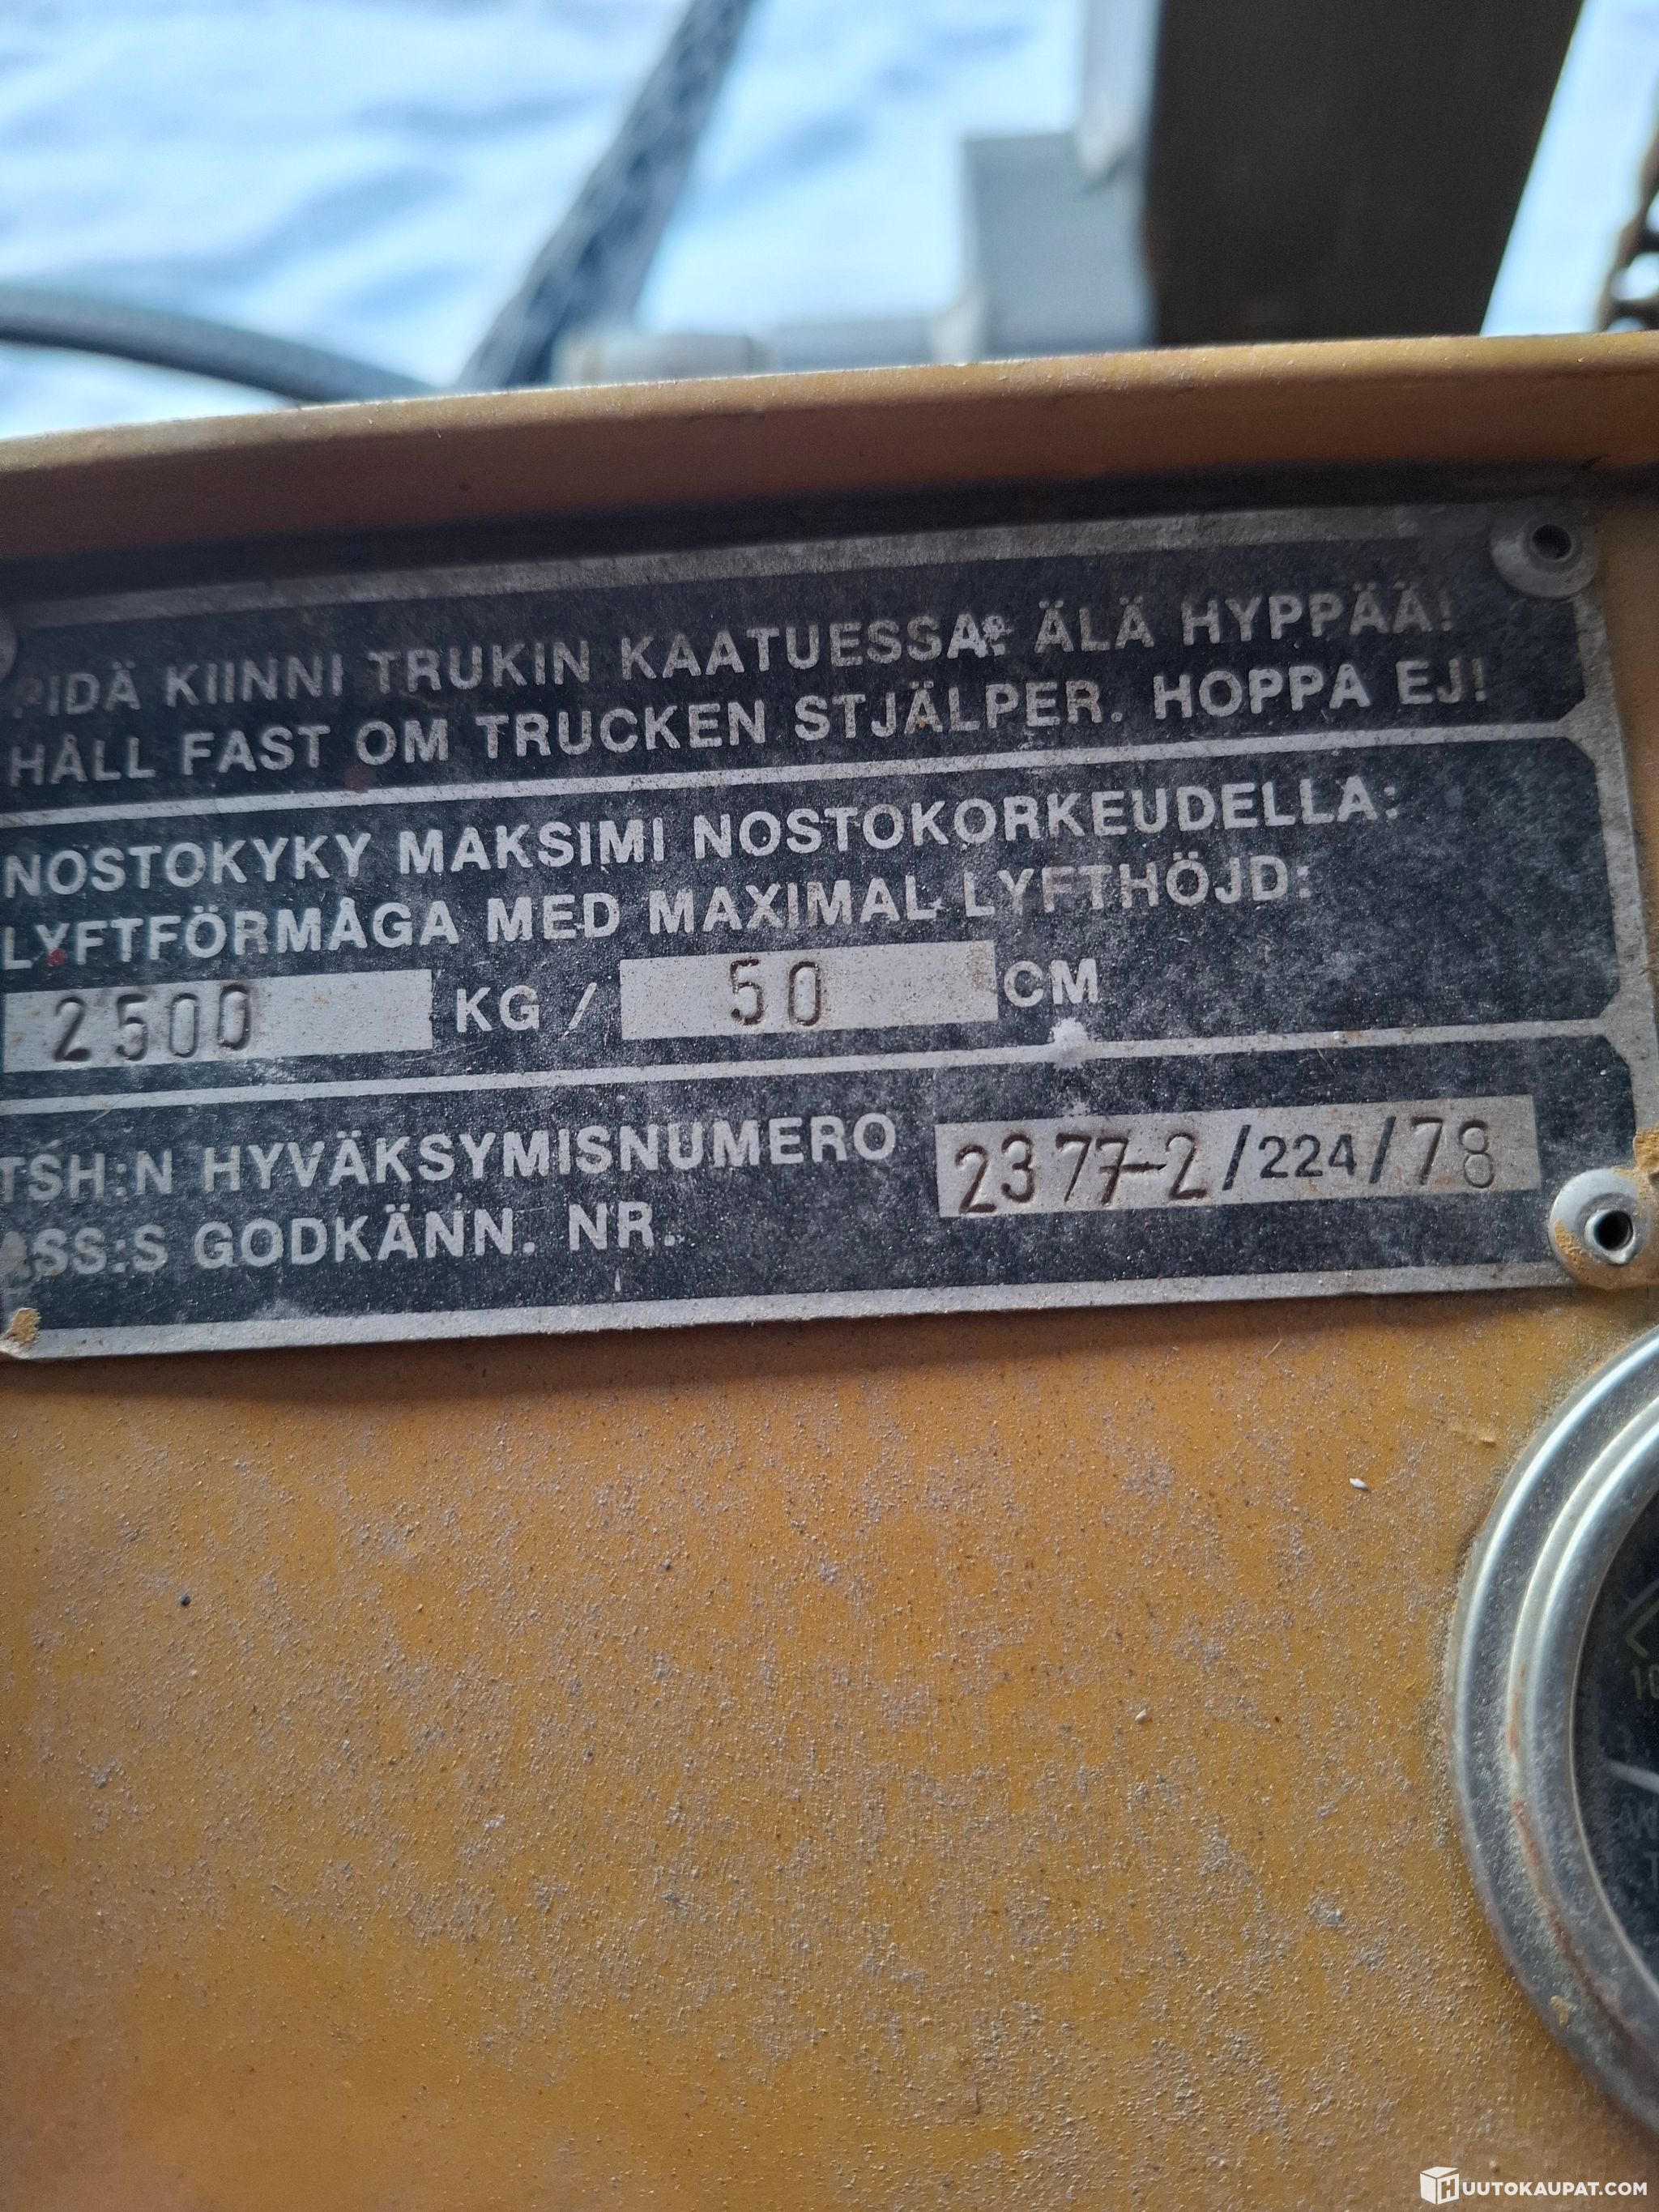 PIDÄ KIINNI TRUKIN KAATUESSA. ÄLÄ HYPPÄÄ!
HÅLL FAST OM TRUCKEN STJÄLPER. HOPPA EJ!
NOSTOKYKY MAKSIMI NOSTOKORKEUDELLA:
LYFTFÖRMÅGA MED MAXIMAL LYFTHÖJD:
2500 KG / 50 CM
TSH:N HYVÄKSYMISNUMERO 2377-2/224/78
ASS:S GODKÄNN. NR.
HUUTOKAUPAT.COM